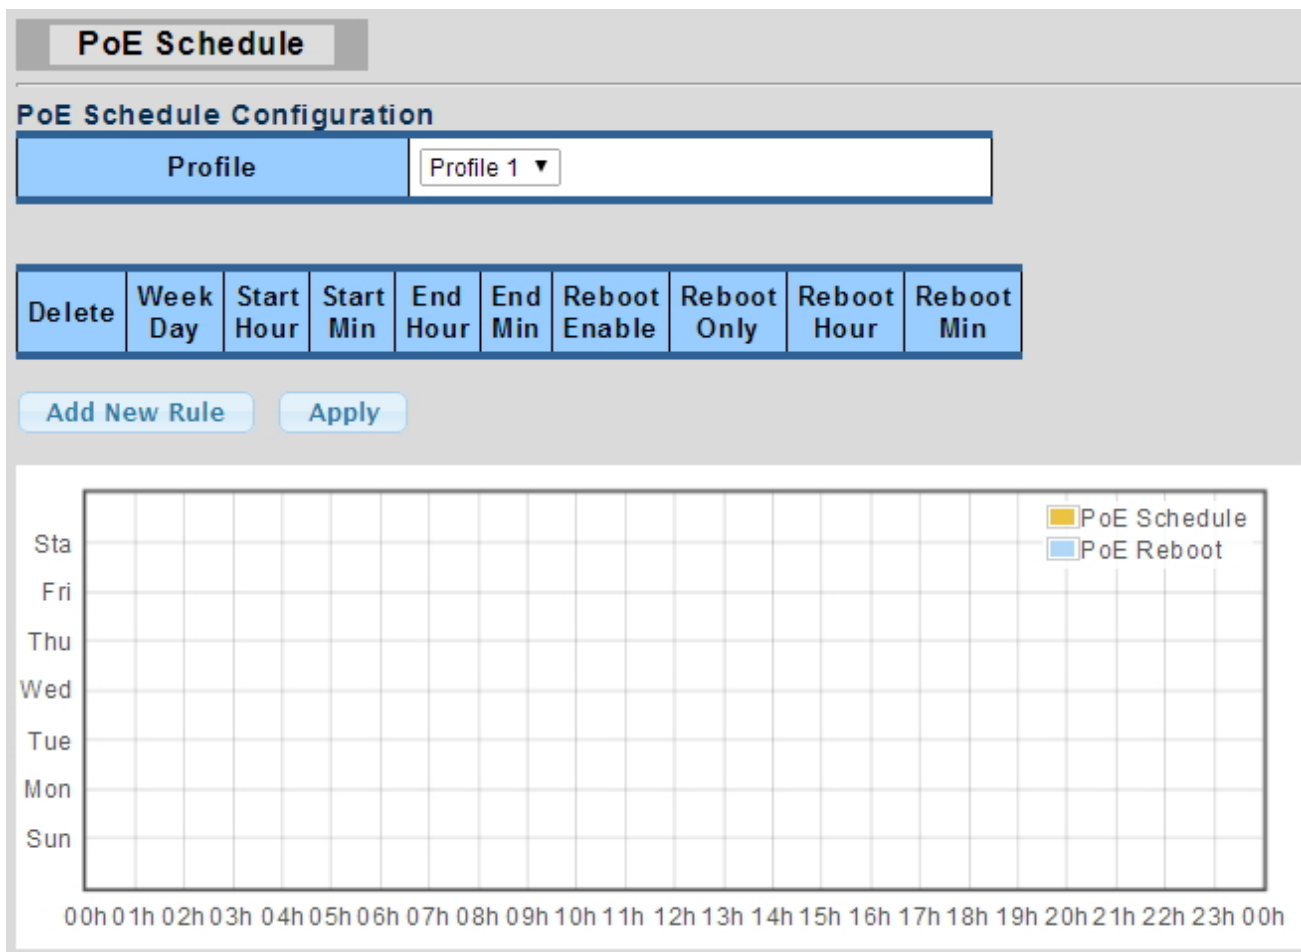 PoE Schedule
PoE Schedule Configuration
Profile
Profile 1
Delete
Week Day
Start Hour
Start Min
End Hour
End Min
Reboot Enable
Reboot Only
Reboot Hour
Reboot Min
Add New Rule
Apply
PoE Schedule
PoE Reboot
Sta
Fri
Thu
Wed
Tue
Mon
Sun
00h 01h 02h 03h 04h 05h 06h 07h 08h 09h 10h 11h 12h 13h 14h 15h 16h 17h 18h 19h 20h 21h 22h 23h 00h